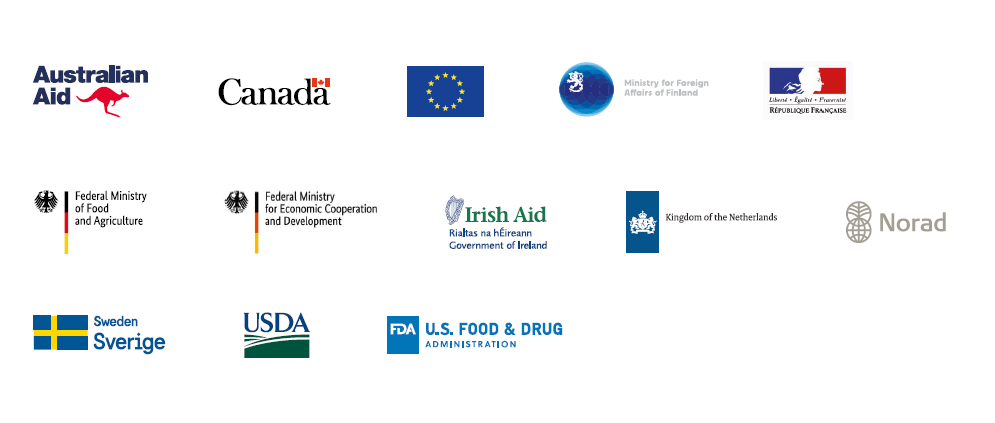 Australian
Aid
Canada
Ministry for Foreign
Affairs of Finland
Liberté • Égalité • Fraternité
RÉPUBLIQUE FRANÇAISE
Federal Ministry
of Food
and Agriculture
Federal Ministry
for Economic Cooperation
and Development
Irish Aid
Rialtas na hÉireann
Government of Ireland
Kingdom of the Netherlands
Norad
Sweden
Sverige
USDA
FDA
U.S. FOOD & DRUG
ADMINISTRATION